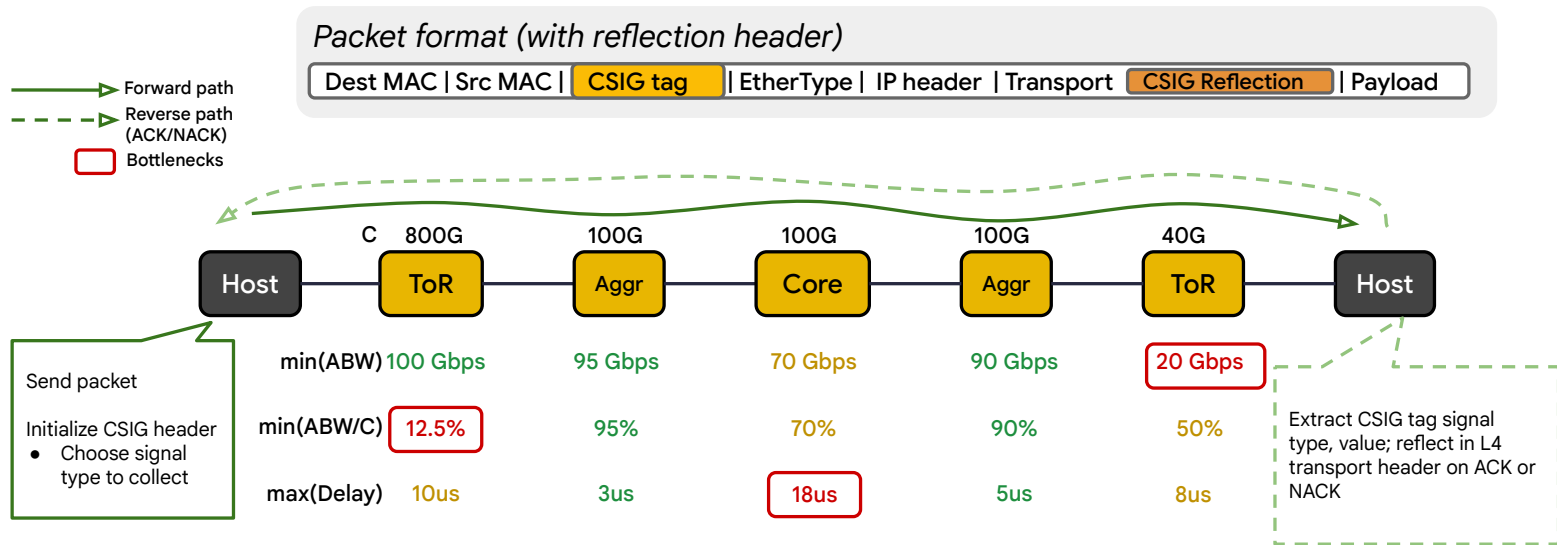 Packet format (with reflection header)
Dest MAC | Src MAC | CSIG tag | EtherType | IP header | Transport CSIG Reflection | Payload
Forward path
Reverse path
(ACK/NACK)
Bottlenecks
C 800G 100G 100G 100G 40G
Host ToR Aggr Core Aggr ToR Host
min(ABW) 100 Gbps 95 Gbps 70 Gbps 90 Gbps 20 Gbps
min(ABW/C) 12.5% 95% 70% 90% 50%
max(Delay) 10us 3us 18us 5us 8us
Send packet
Initialize CSIG header
● Choose signal
type to collect
Extract CSIG tag signal
type, value; reflect in L4
transport header on ACK or
NACK